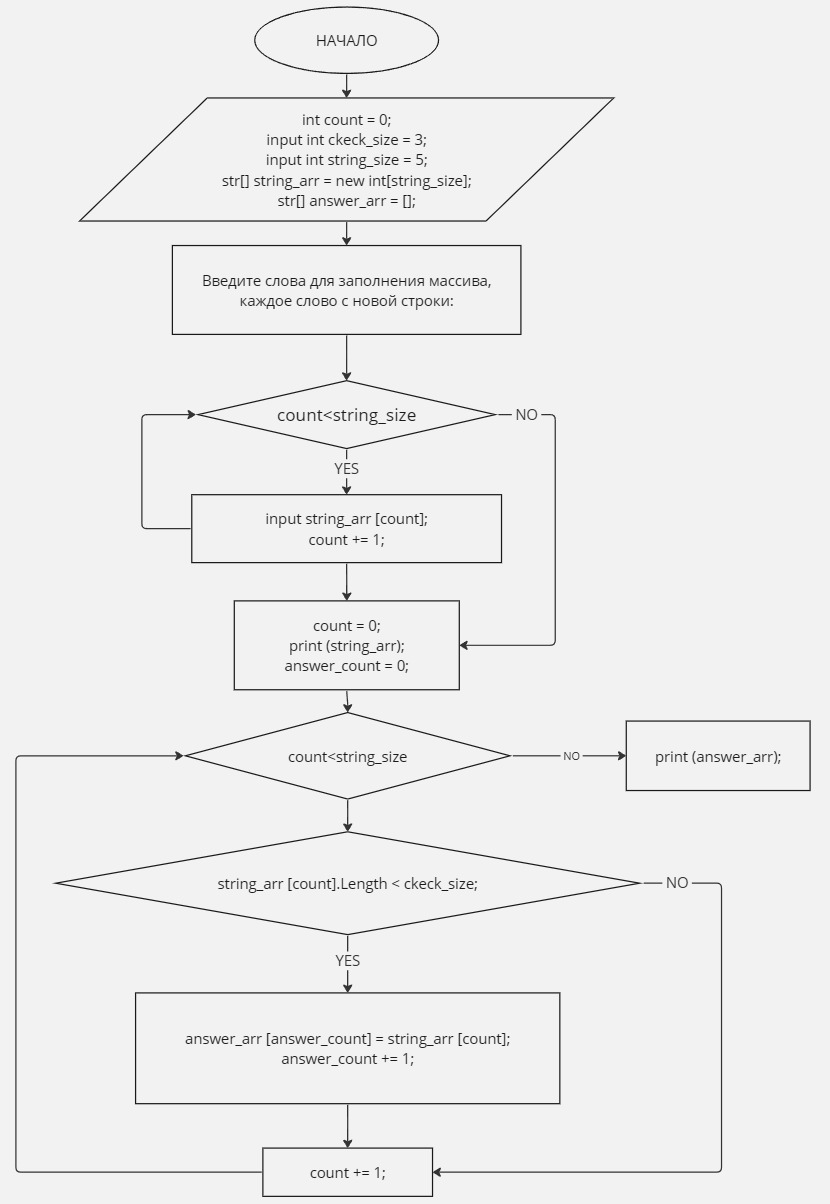 НАЧАЛО
int count = 0;
input int ckeck_size = 3;
input int string_size = 5;
str[] string_arr = new int[string_size];
str[] answer_arr = [];
Введите слова для заполнения массива,
каждое слово с новой строки:
count<string_size
NO
YES
input string_arr [count];
count += 1;
count = 0;
print (string_arr);
answer_count = 0;
count<string_size
NO
print (answer_arr);
string_arr [count].Length < ckeck_size;
NO
YES
answer_arr [answer_count] = string_arr [count];
answer_count += 1;
count += 1;